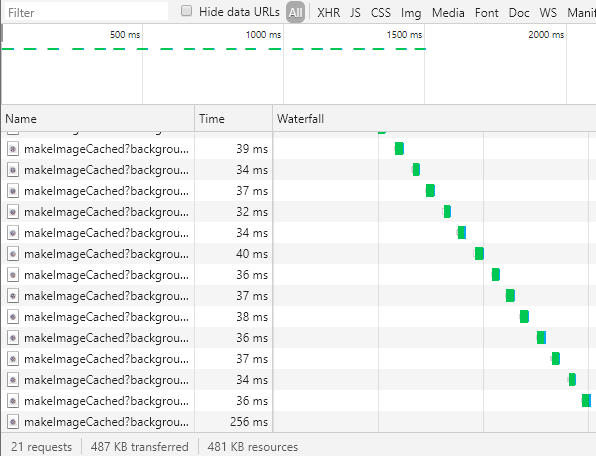 Filter Hide data URLs All XHR JS CSS Img Media Font Doc WS Manif
500 ms 1000 ms 1500 ms 2000 ms
Name Time Waterfall
makeImageCached?backgrou... 39 ms
makeImageCached?backgrou... 34 ms
makeImageCached?backgrou... 37 ms
makeImageCached?backgrou... 32 ms
makeImageCached?backgrou... 34 ms
makeImageCached?backgrou... 40 ms
makeImageCached?backgrou... 36 ms
makeImageCached?backgrou... 37 ms
makeImageCached?backgrou... 38 ms
makeImageCached?backgrou... 36 ms
makeImageCached?backgrou... 37 ms
makeImageCached?backgrou... 34 ms
makeImageCached?backgrou... 36 ms
makeImageCached?backgrou... 256 ms
21 requests 487 KB transferred 481 KB resources